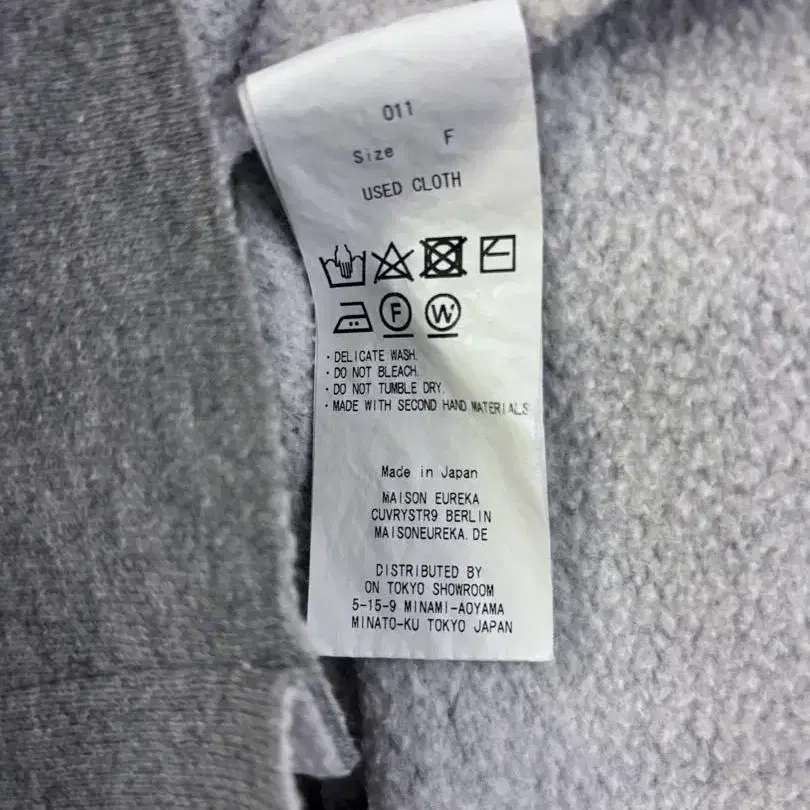 011
Size F
USED CLOTH
F W
・DELICATE WASH.
・DO NOT BLEACH.
・DO NOT TUMBLE DRY.
・MADE WITH SECOND HAND MATERIALS
Made in Japan
MAISON EUREKA
CUVRYSTR9 BERLIN
MAISONEUREKA.DE
DISTRIBUTED BY
ON TOKYO SHOWROOM
5-15-9 MINAMI-AOYAMA
MINATO-KU TOKYO JAPAN